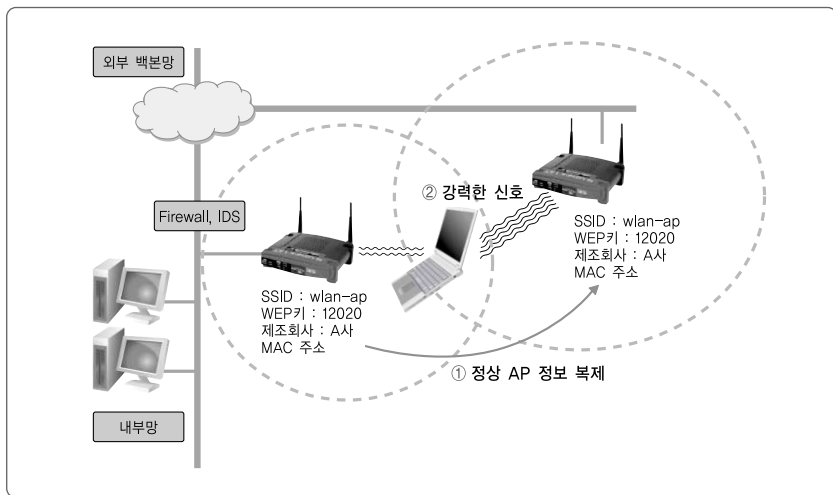 외부 백본망
② 강력한 신호
Firewall, IDS
SSID : wlan-ap
WEP키 : 12020
제조회사 : A사
MAC 주소
SSID : wlan-ap
WEP키 : 12020
제조회사 : A사
MAC 주소
① 정상 AP 정보 복제
내부망